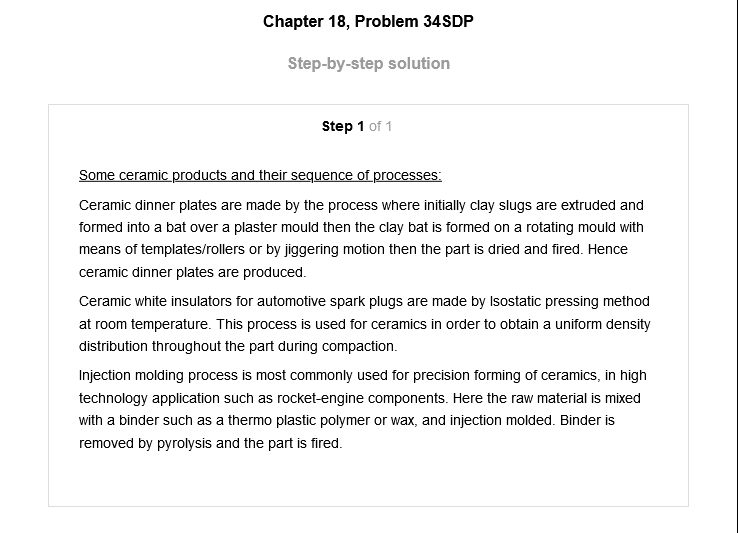 Chapter 18, Problem 34SDP
Step-by-step solution
Step 1 of 1
Some ceramic products and their sequence of processes:
Ceramic dinner plates are made by the process where initially clay slugs are extruded and
formed into a bat over a plaster mould then the clay bat is formed on a rotating mould with
means of templates/rollers or by jiggering motion then the part is dried and fired. Hence
ceramic dinner plates are produced.
Ceramic white insulators for automotive spark plugs are made by Isostatic pressing method
at room temperature. This process is used for ceramics in order to obtain a uniform density
distribution throughout the part during compaction.
Injection molding process is most commonly used for precision forming of ceramics, in high
technology application such as rocket-engine components. Here the raw material is mixed
with a binder such as a thermo plastic polymer or wax, and injection molded. Binder is
removed by pyrolysis and the part is fired.